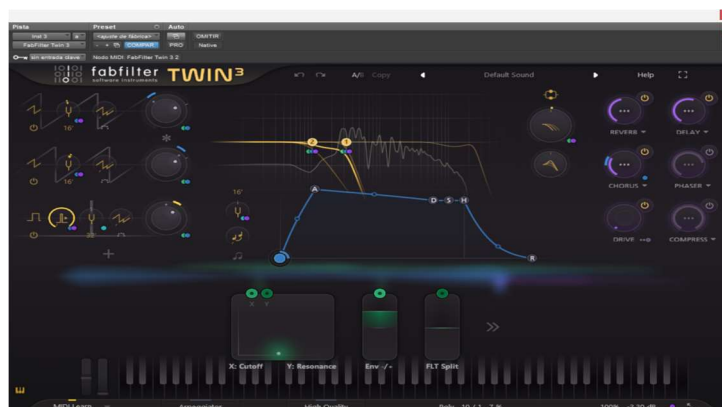 Pista Preset Auto
Inst 3 <ajuste de fábrica> OMITIR
FabFilter Twin 3 - + COMPAR PRO Native
sin entrada clave Nodo MIDI: FabFilter Twin 3 2
fabfilter TWIN³
software instruments
A/B Copy Default Sound Help
REVERB DELAY
16'
2 1
16'
CHORUS PHASER
16'
A D S H
DRIVE COMPRESS
R
X Y
X: Cutoff Y: Resonance Env -/+ FLT Split
MIDI Learn Arpeggiator High Quality 100%